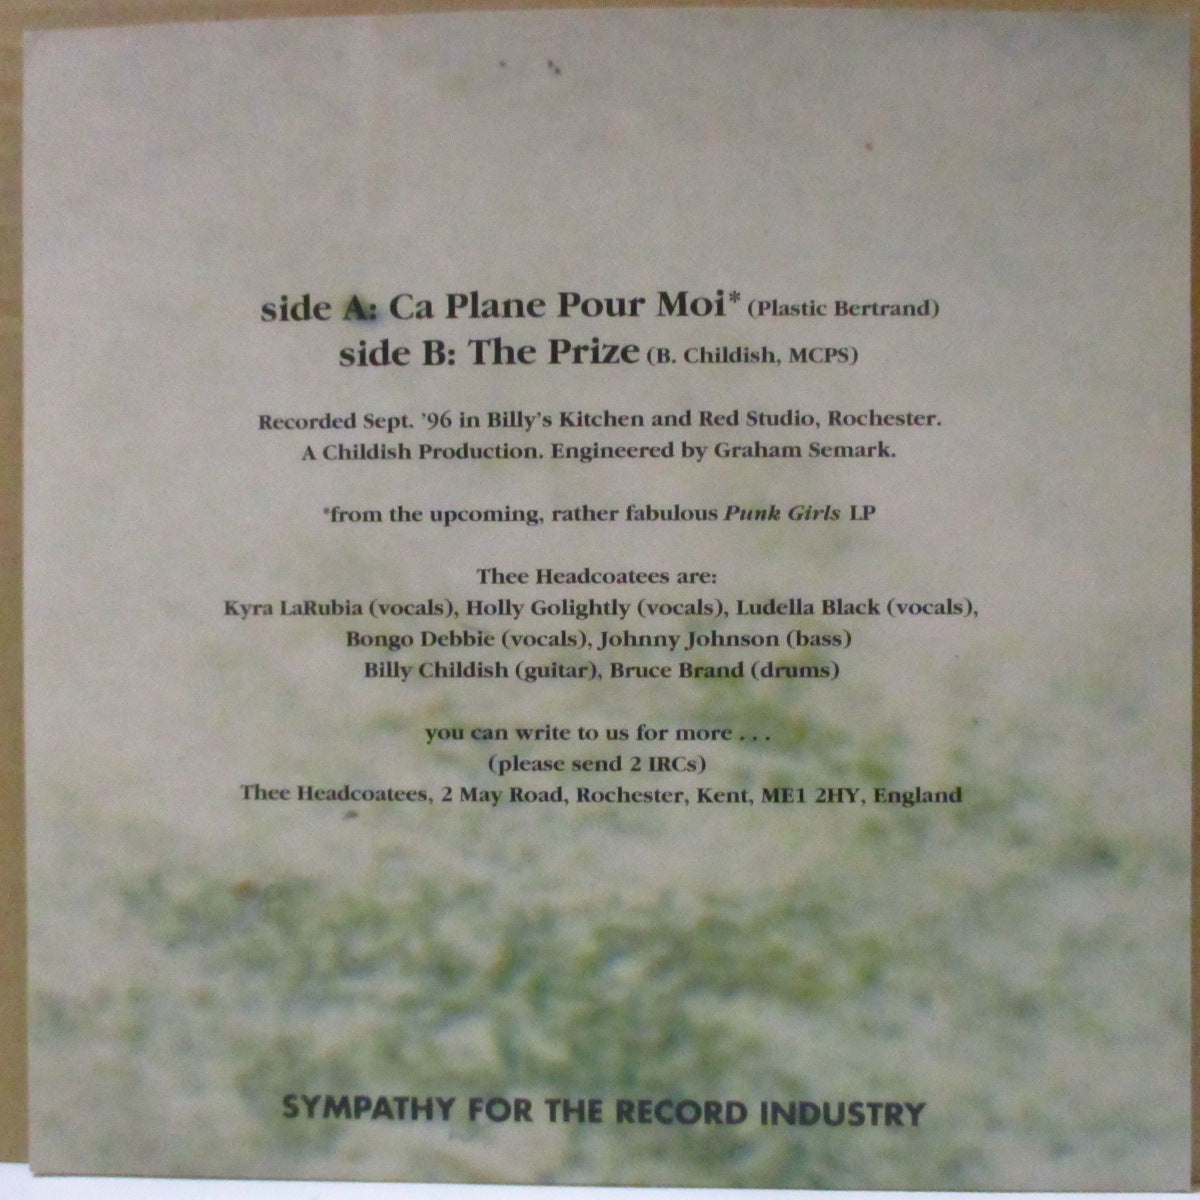 side A: Ca Plane Pour Moi* (Plastic Bertrand)
side B: The Prize (B. Childish, MCPS)
Recorded Sept. '96 in Billy's Kitchen and Red Studio, Rochester.
A Childish Production. Engineered by Graham Semark.
*from the upcoming, rather fabulous Punk Girls LP
Thee Headcoatees are:
Kyra LaRubia (vocals), Holly Golightly (vocals), Ludella Black (vocals),
Bongo Debbie (vocals), Johnny Johnson (bass)
Billy Childish (guitar), Bruce Brand (drums)
you can write to us for more . . .
(please send 2 IRCs)
Thee Headcoatees, 2 May Road, Rochester, Kent, ME1 2HY, England
SYMPATHY FOR THE RECORD INDUSTRY